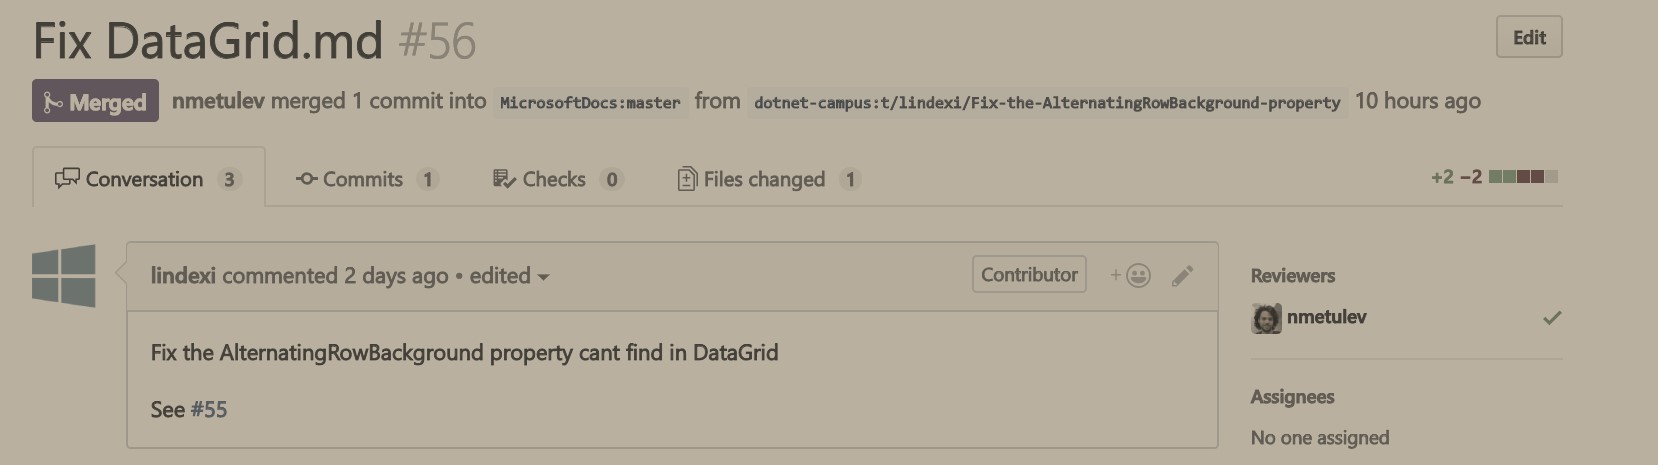 Fix DataGrid.md #56
Edit
Merged nmetulev merged 1 commit into MicrosoftDocs:master from dotnet-campus:t/lindexi/Fix-the-AlternatingRowBackground-property 10 hours ago
Conversation 3 Commits 1 Checks 0 Files changed 1 +2 −2
lindexi commented 2 days ago • edited Contributor
Fix the AlternatingRowBackground property cant find in DataGrid
See #55
Reviewers
nmetulev
Assignees
No one assigned